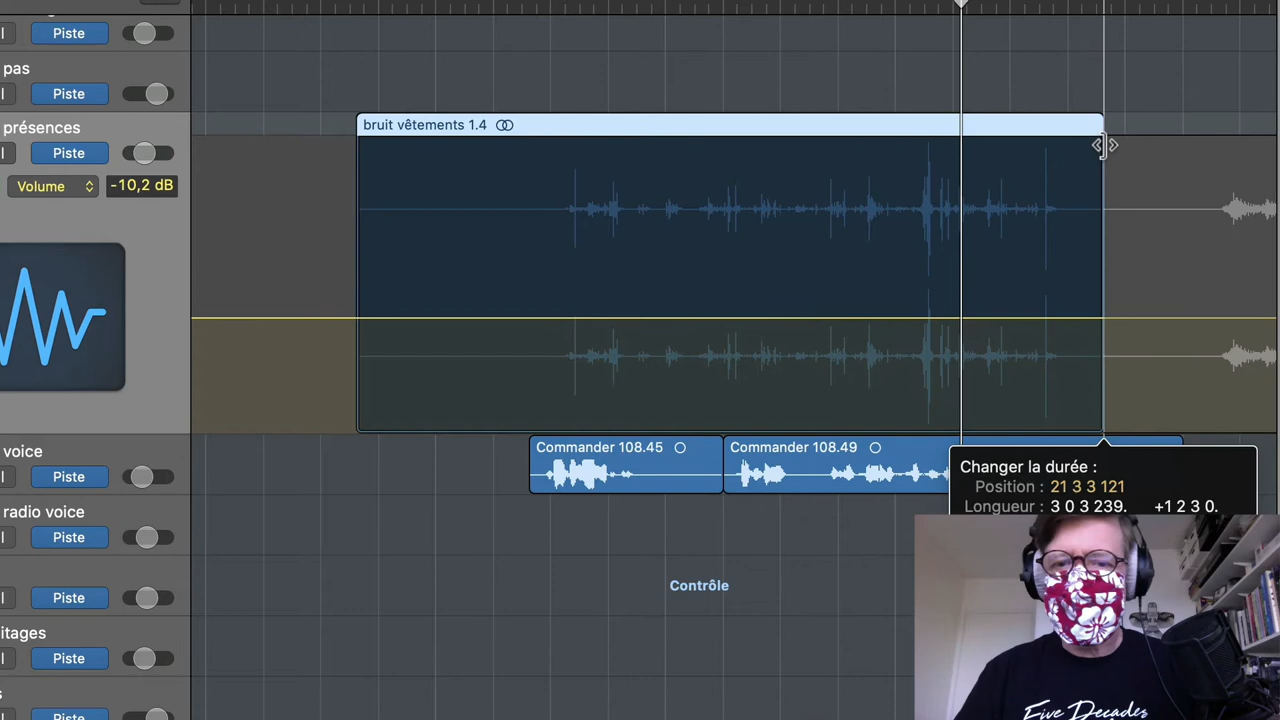 Piste
pas
Piste
présences
Piste
Volume
-10,2 dB
bruit vêtements 1.4
voice
Piste
Commander 108.45
Commander 108.49
Changer la durée :
Position : 21 3 3 121
Longueur : 3 0 3 239. +1 2 3 0.
radio voice
Piste
Piste
Contrôle
itages
Piste
s
Five Decades